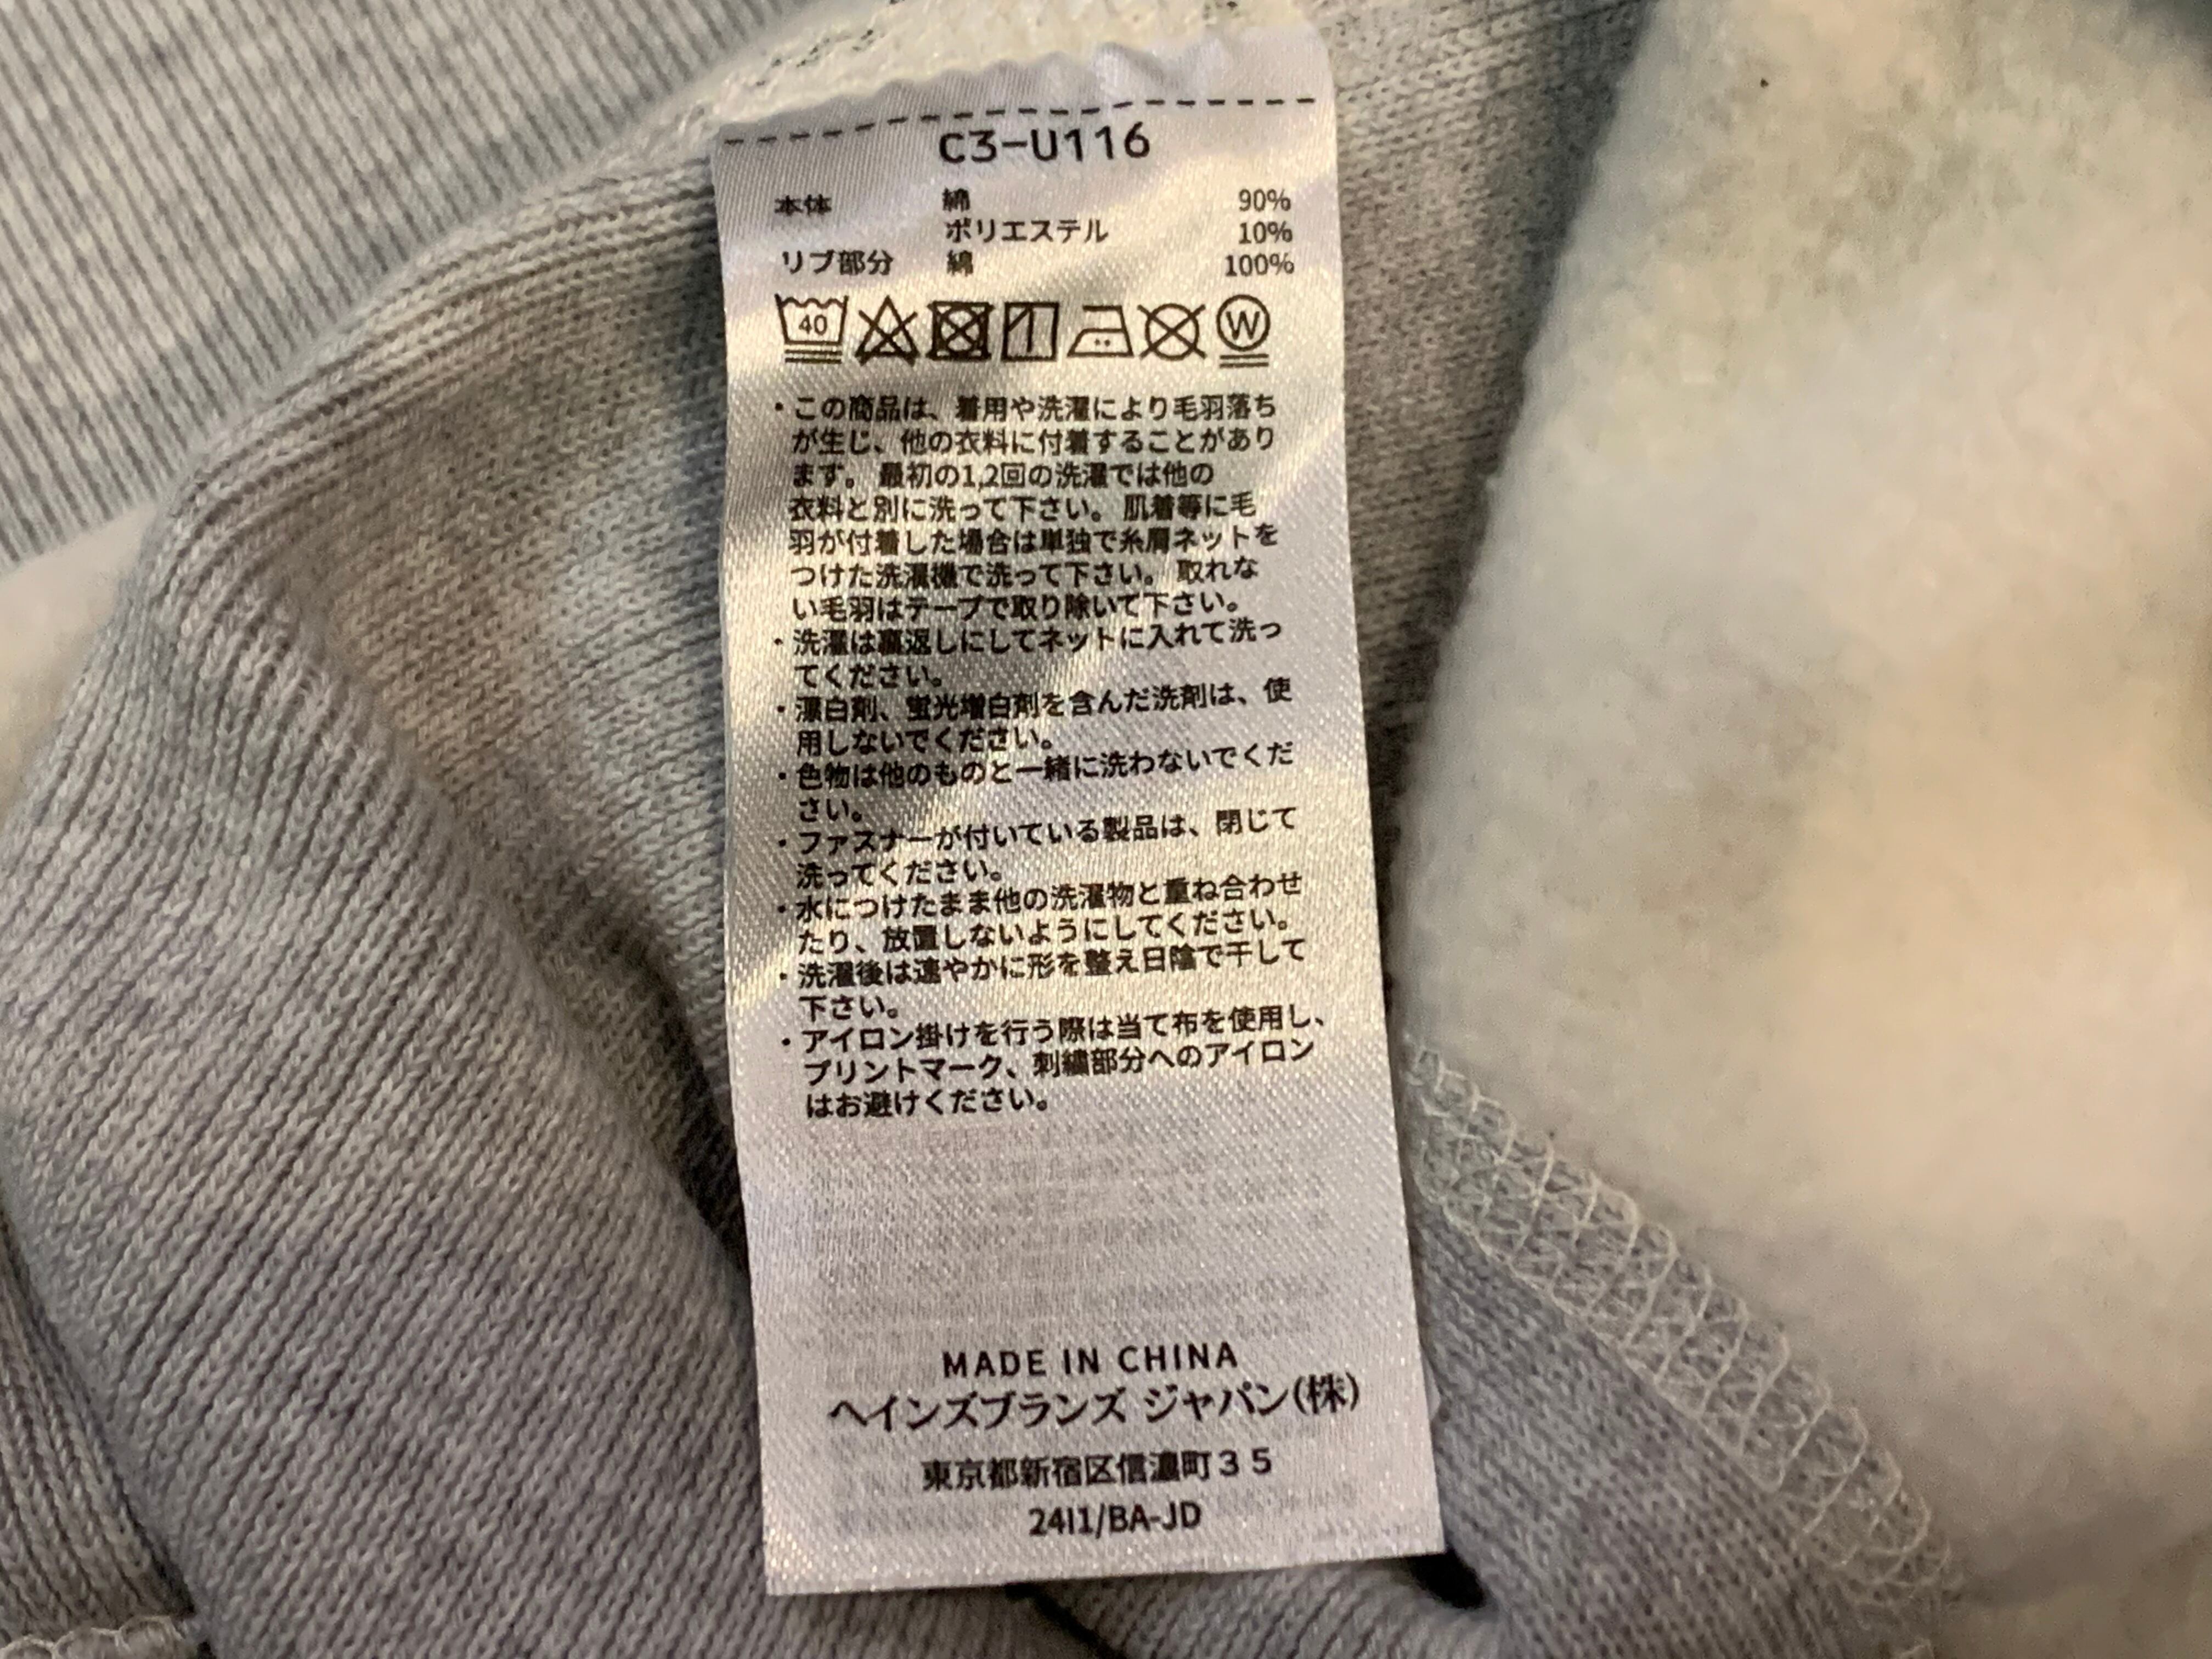 C3-U116
本体 綿 90%
ポリエステル 10%
リブ部分 綿 100%
40 W
・この商品は、着用や洗濯により毛羽落ち
が生じ、他の衣料に付着することがあり
ます。 最初の1,2回の洗濯では他の
衣料と別に洗って下さい。 肌着等に毛
羽が付着した場合は単独で糸屑ネットを
つけた洗濯機で洗って下さい。 取れな
い毛羽はテープで取り除いて下さい。
・洗濯は裏返しにしてネットに入れて洗っ
てください。
・漂白剤、蛍光増白剤を含んだ洗剤は、使
用しないでください。
・色物は他のものと一緒に洗わないでくだ
さい。
・ファスナーが付いている製品は、閉じて
洗ってください。
・水につけたまま他の洗濯物と重ね合わせ
たり、放置しないようにしてください。
・洗濯後は速やかに形を整え日陰で干して
下さい。
・アイロン掛けを行う際は当て布を使用し、
プリントマーク、刺繍部分へのアイロン
はお避けください。
MADE IN CHINA
ヘインズブランズ ジャパン(株)
東京都新宿区信濃町３５
24I1/BA-JD